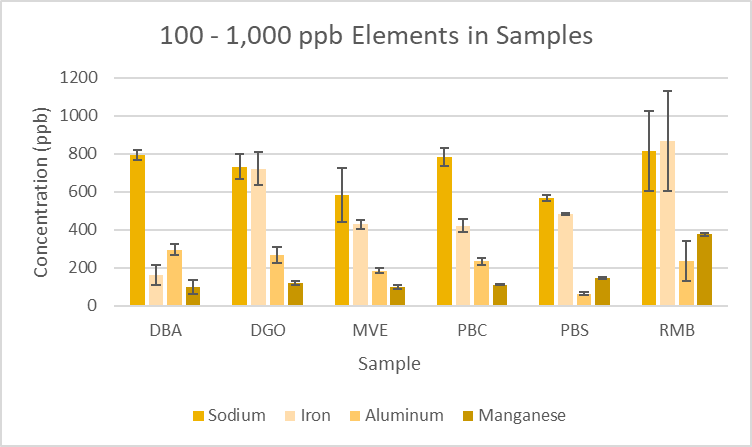 100 - 1,000 ppb Elements in Samples
Concentration (ppb)
1200
1000
800
600
400
200
0
DBA DGO MVE PBC PBS RMB
Sample
Sodium Iron Aluminum Manganese